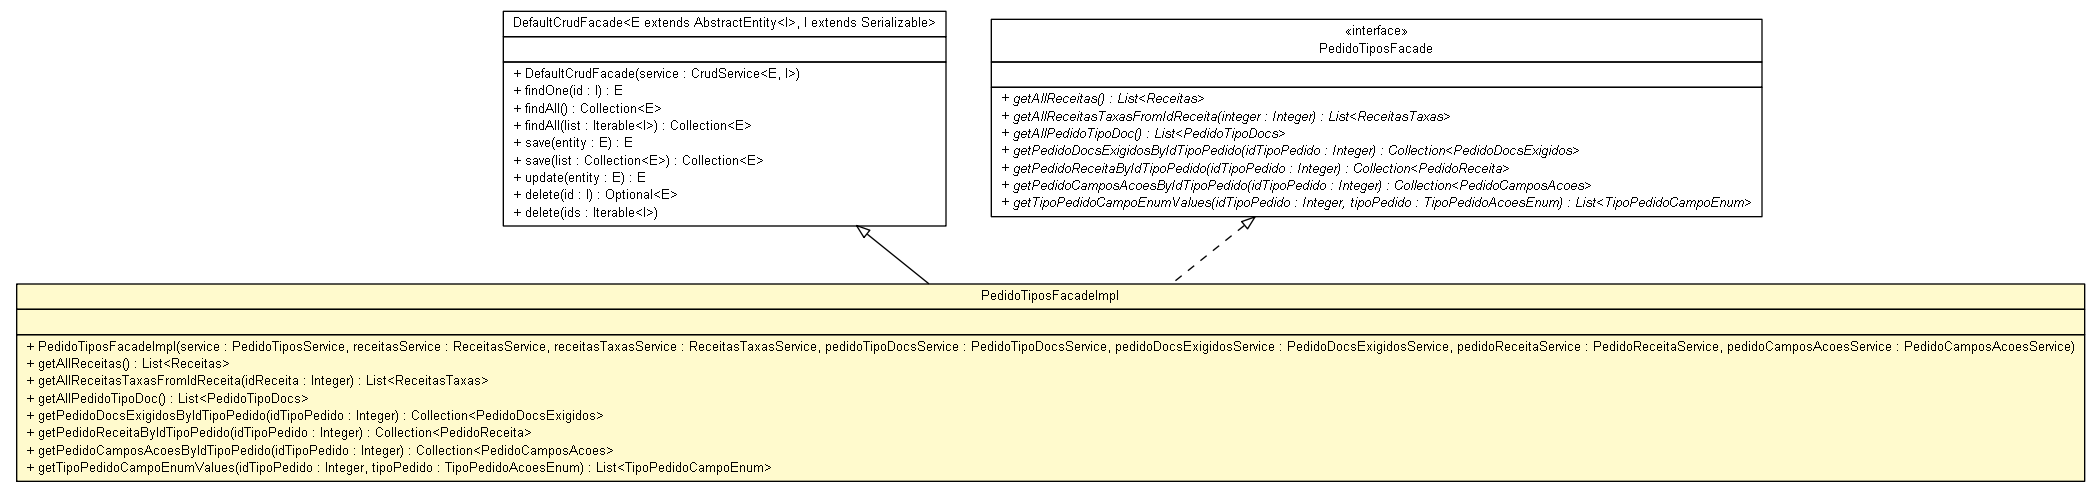 DefaultCrudFacade<E extends AbstractEntity<I>, I extends Serializable>
+ DefaultCrudFacade(service : CrudService<E, I>)
+ findOne(id : I) : E
+ findAll() : Collection<E>
+ findAll(list : Iterable<I>) : Collection<E>
+ save(entity : E) : E
+ save(list : Collection<E>) : Collection<E>
+ update(entity : E) : E
+ delete(id : I) : Optional<E>
+ delete(ids : Iterable<I>)
«interface»
PedidoTiposFacade
+ getAllReceitas() : List<Receitas>
+ getAllReceitasTaxasFromIdReceita(integer : Integer) : List<ReceitasTaxas>
+ getAllPedidoTipoDoc() : List<PedidoTipoDocs>
+ getPedidoDocsExigidosByIdTipoPedido(idTipoPedido : Integer) : Collection<PedidoDocsExigidos>
+ getPedidoReceitaByIdTipoPedido(idTipoPedido : Integer) : Collection<PedidoReceita>
+ getPedidoCamposAcoesByIdTipoPedido(idTipoPedido : Integer) : Collection<PedidoCamposAcoes>
+ getTipoPedidoCampoEnumValues(idTipoPedido : Integer, tipoPedido : TipoPedidoAcoesEnum) : List<TipoPedidoCampoEnum>
PedidoTiposFacadeImpl
+ PedidoTiposFacadeImpl(service : PedidoTiposService, receitasService : ReceitasService, receitasTaxasService : ReceitasTaxasService, pedidoTipoDocsService : PedidoTipoDocsService, pedidoDocsExigidosService : PedidoDocsExigidosService, pedidoReceitaService : PedidoReceitaService, pedidoCamposAcoesService : PedidoCamposAcoesService)
+ getAllReceitas() : List<Receitas>
+ getAllReceitasTaxasFromIdReceita(idReceita : Integer) : List<ReceitasTaxas>
+ getAllPedidoTipoDoc() : List<PedidoTipoDocs>
+ getPedidoDocsExigidosByIdTipoPedido(idTipoPedido : Integer) : Collection<PedidoDocsExigidos>
+ getPedidoReceitaByIdTipoPedido(idTipoPedido : Integer) : Collection<PedidoReceita>
+ getPedidoCamposAcoesByIdTipoPedido(idTipoPedido : Integer) : Collection<PedidoCamposAcoes>
+ getTipoPedidoCampoEnumValues(idTipoPedido : Integer, tipoPedido : TipoPedidoAcoesEnum) : List<TipoPedidoCampoEnum>